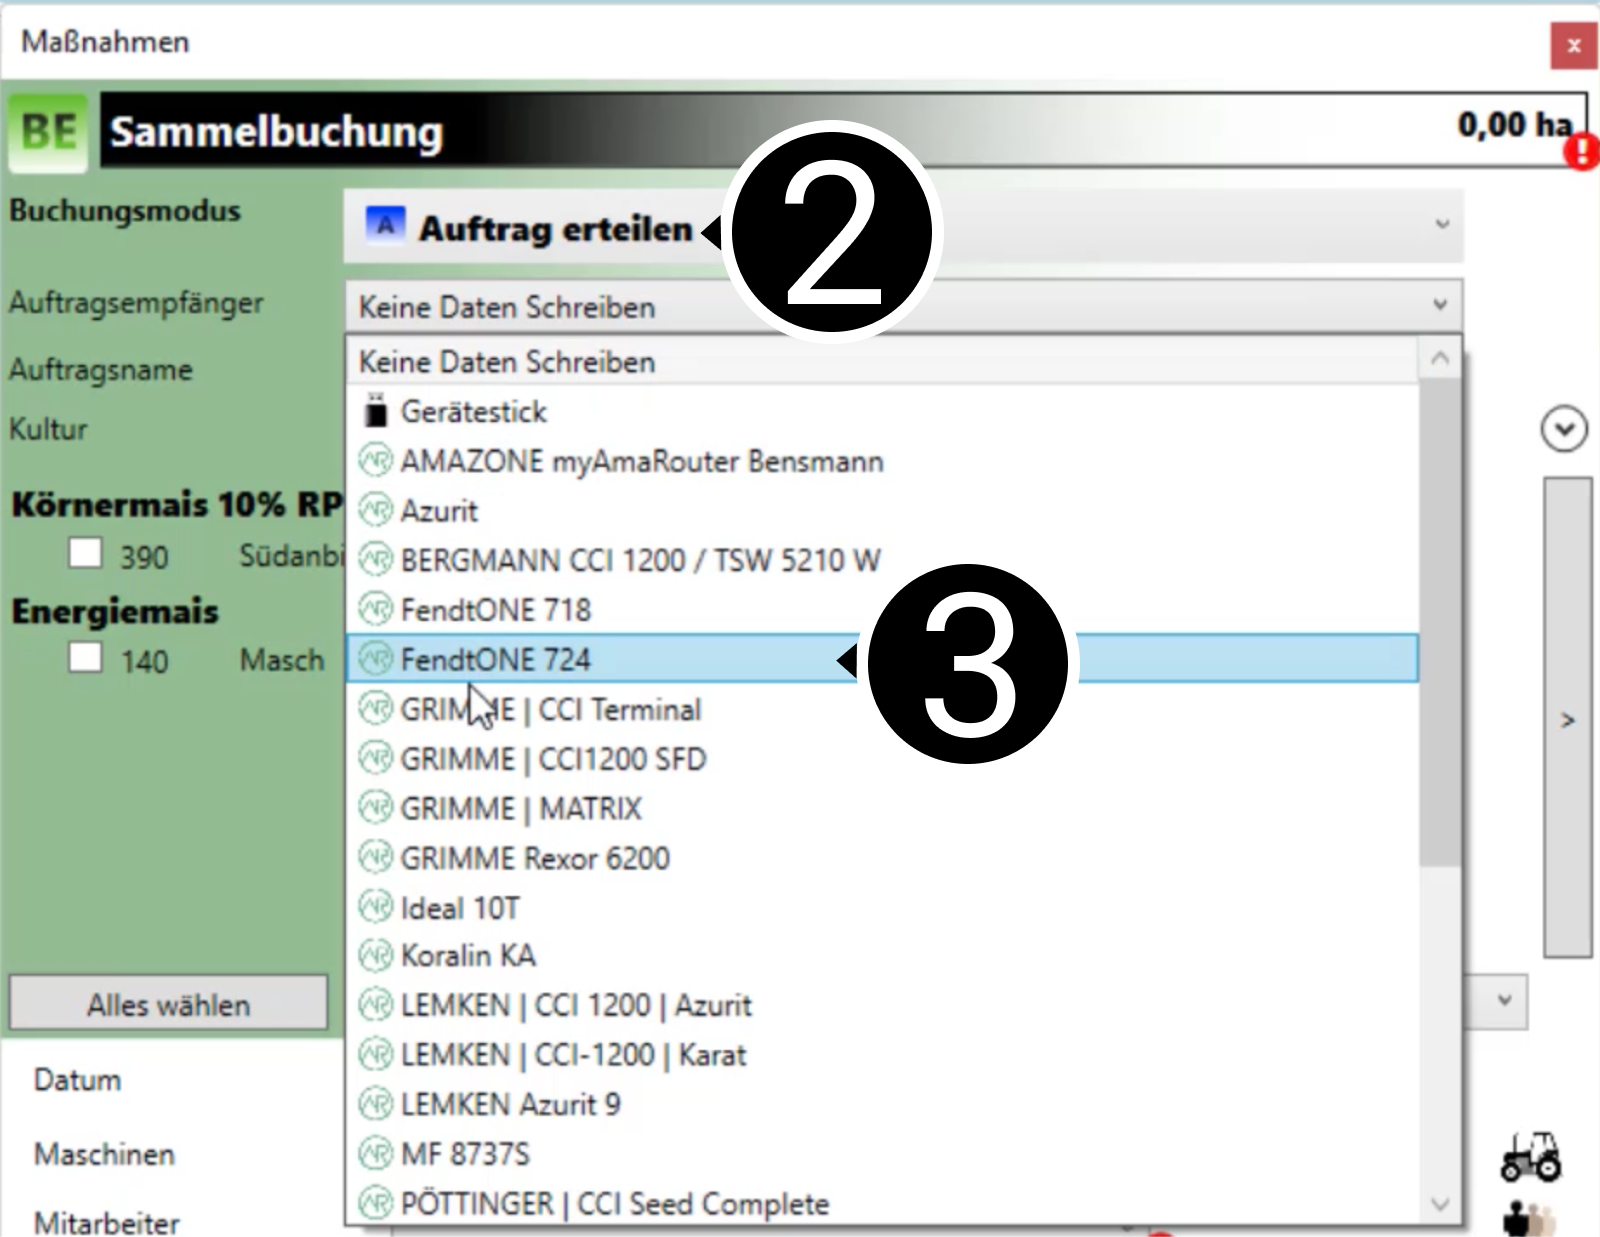 Maßnahmen
x
BE Sammelbuchung 0,00 ha
!
Buchungsmodus A Auftrag erteilen 2
Auftragsempfänger Keine Daten Schreiben
Keine Daten Schreiben
Auftragsname
Gerätestick
Kultur
AMAZONE myAmaRouter Bensmann
Körnermais 10% RP
Azurit
390 Südanbi
BERGMANN CCI 1200 / TSW 5210 W
Energiemais
FendtONE 718
140 Masch
FendtONE 724 3
GRIMME | CCI Terminal
>
GRIMME | CCI1200 SFD
GRIMME | MATRIX
GRIMME Rexor 6200
Ideal 10T
Koralin KA
Alles wählen
LEMKEN | CCI 1200 | Azurit
LEMKEN | CCI-1200 | Karat
Datum
LEMKEN Azurit 9
Maschinen
MF 8737S
PÖTTINGER | CCI Seed Complete
Mitarbeiter